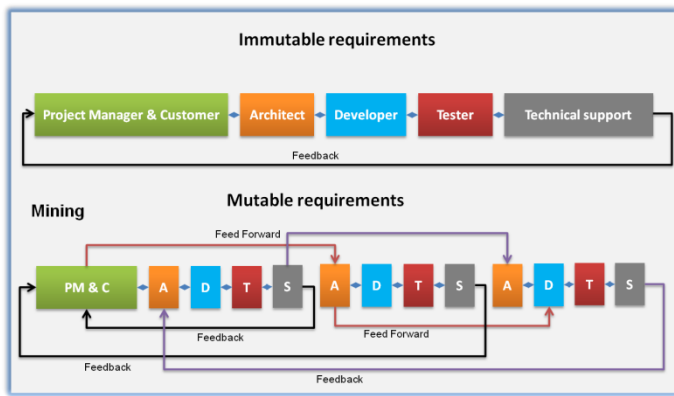 Immutable requirements
Project Manager & Customer
Architect
Developer
Tester
Technical support
Feedback
Mutable requirements
Mining
Feed Forward
PM & C
A
D
T
S
A
D
T
S
A
D
T
S
Feedback
Feed Forward
Feedback
Feedback